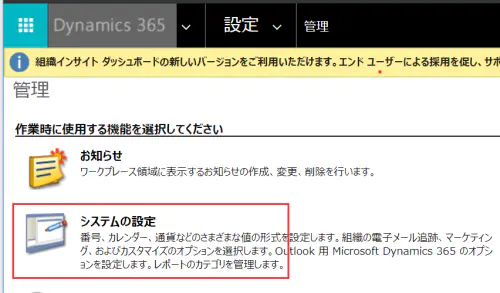 Dynamics 365 設定 管理
組織インサイト ダッシュボードの新しいバージョンをご利用いただけます。エンド ユーザーによる採用を促し、サポ
管理
作業時に使用する機能を選択してください
お知らせ
ワークプレース領域に表示するお知らせの作成、変更、削除を行います。
システムの設定
番号、カレンダー、通貨などのさまざまな値の形式を設定します。組織の電子メール追跡、マーケティン
グ、およびカスタマイズのオプションを選択します。Outlook 用 Microsoft Dynamics 365 のオプシ
ョンを設定します。レポートのカテゴリを管理します。